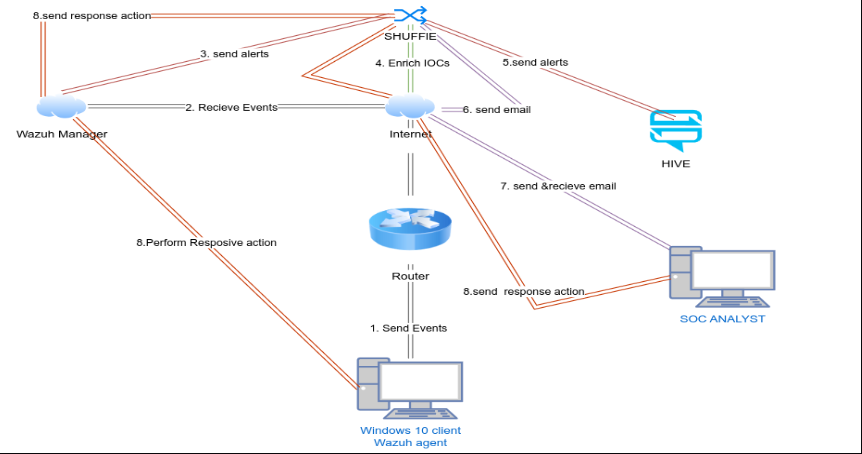 8.send response action
SHUFFIE
3. send alerts
4. Enrich IOCs
5.send alerts
2. Recieve Events
6. send email
Wazuh Manager
Internet
HIVE
7. send &recieve email
8.Perform Resposive action
Router
8.send response action.
SOC ANALYST
1. Send Events
Windows 10 client
Wazuh agent